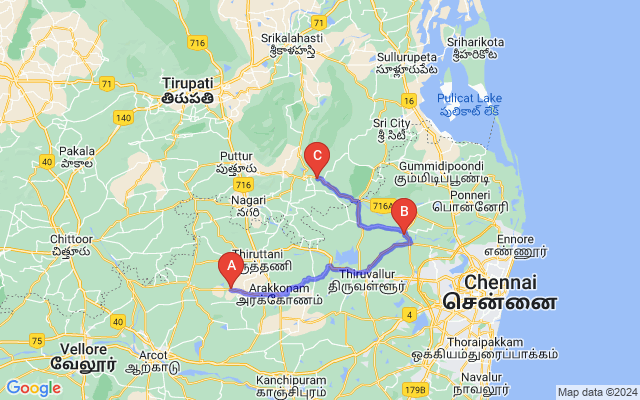 Srikalahasti
శ్రీకాళహస్తి
71
Sriharikota
శ్రీహరికోట
716
Sullurupeta
సూళ్లూరుపేట
Tirupati
తిరుపతి
71
Pulicat Lake
పులికాట్ లేక్
16
140
Sri City
శ్రీ సిటీ
Pakala
పాకాల
40
Puttur
పుత్తూరు
C
716
Gummidipoondi
கும்மிடிப்பூண்டி
Nagari
నగరి
716A
B
Ponneri
பொன்னேரி
Chittoor
చిత్తూరు
Ennore
எண்ணூர்
Thiruttani
A
Thiruvallur
திருவள்ளூர்
Arakkonam
அரக்கோணம்
Chennai
சென்னை
40
4
75
Vellore
வேலூர்
Arcot
ஆற்காடு
Thoraipakkam
ஒக்கியம்துரைப்பாக்கம்
Kanchipuram
காஞ்சிபுரம்
179B
Navalur
நாவலூர்
Google
Map data ©2024